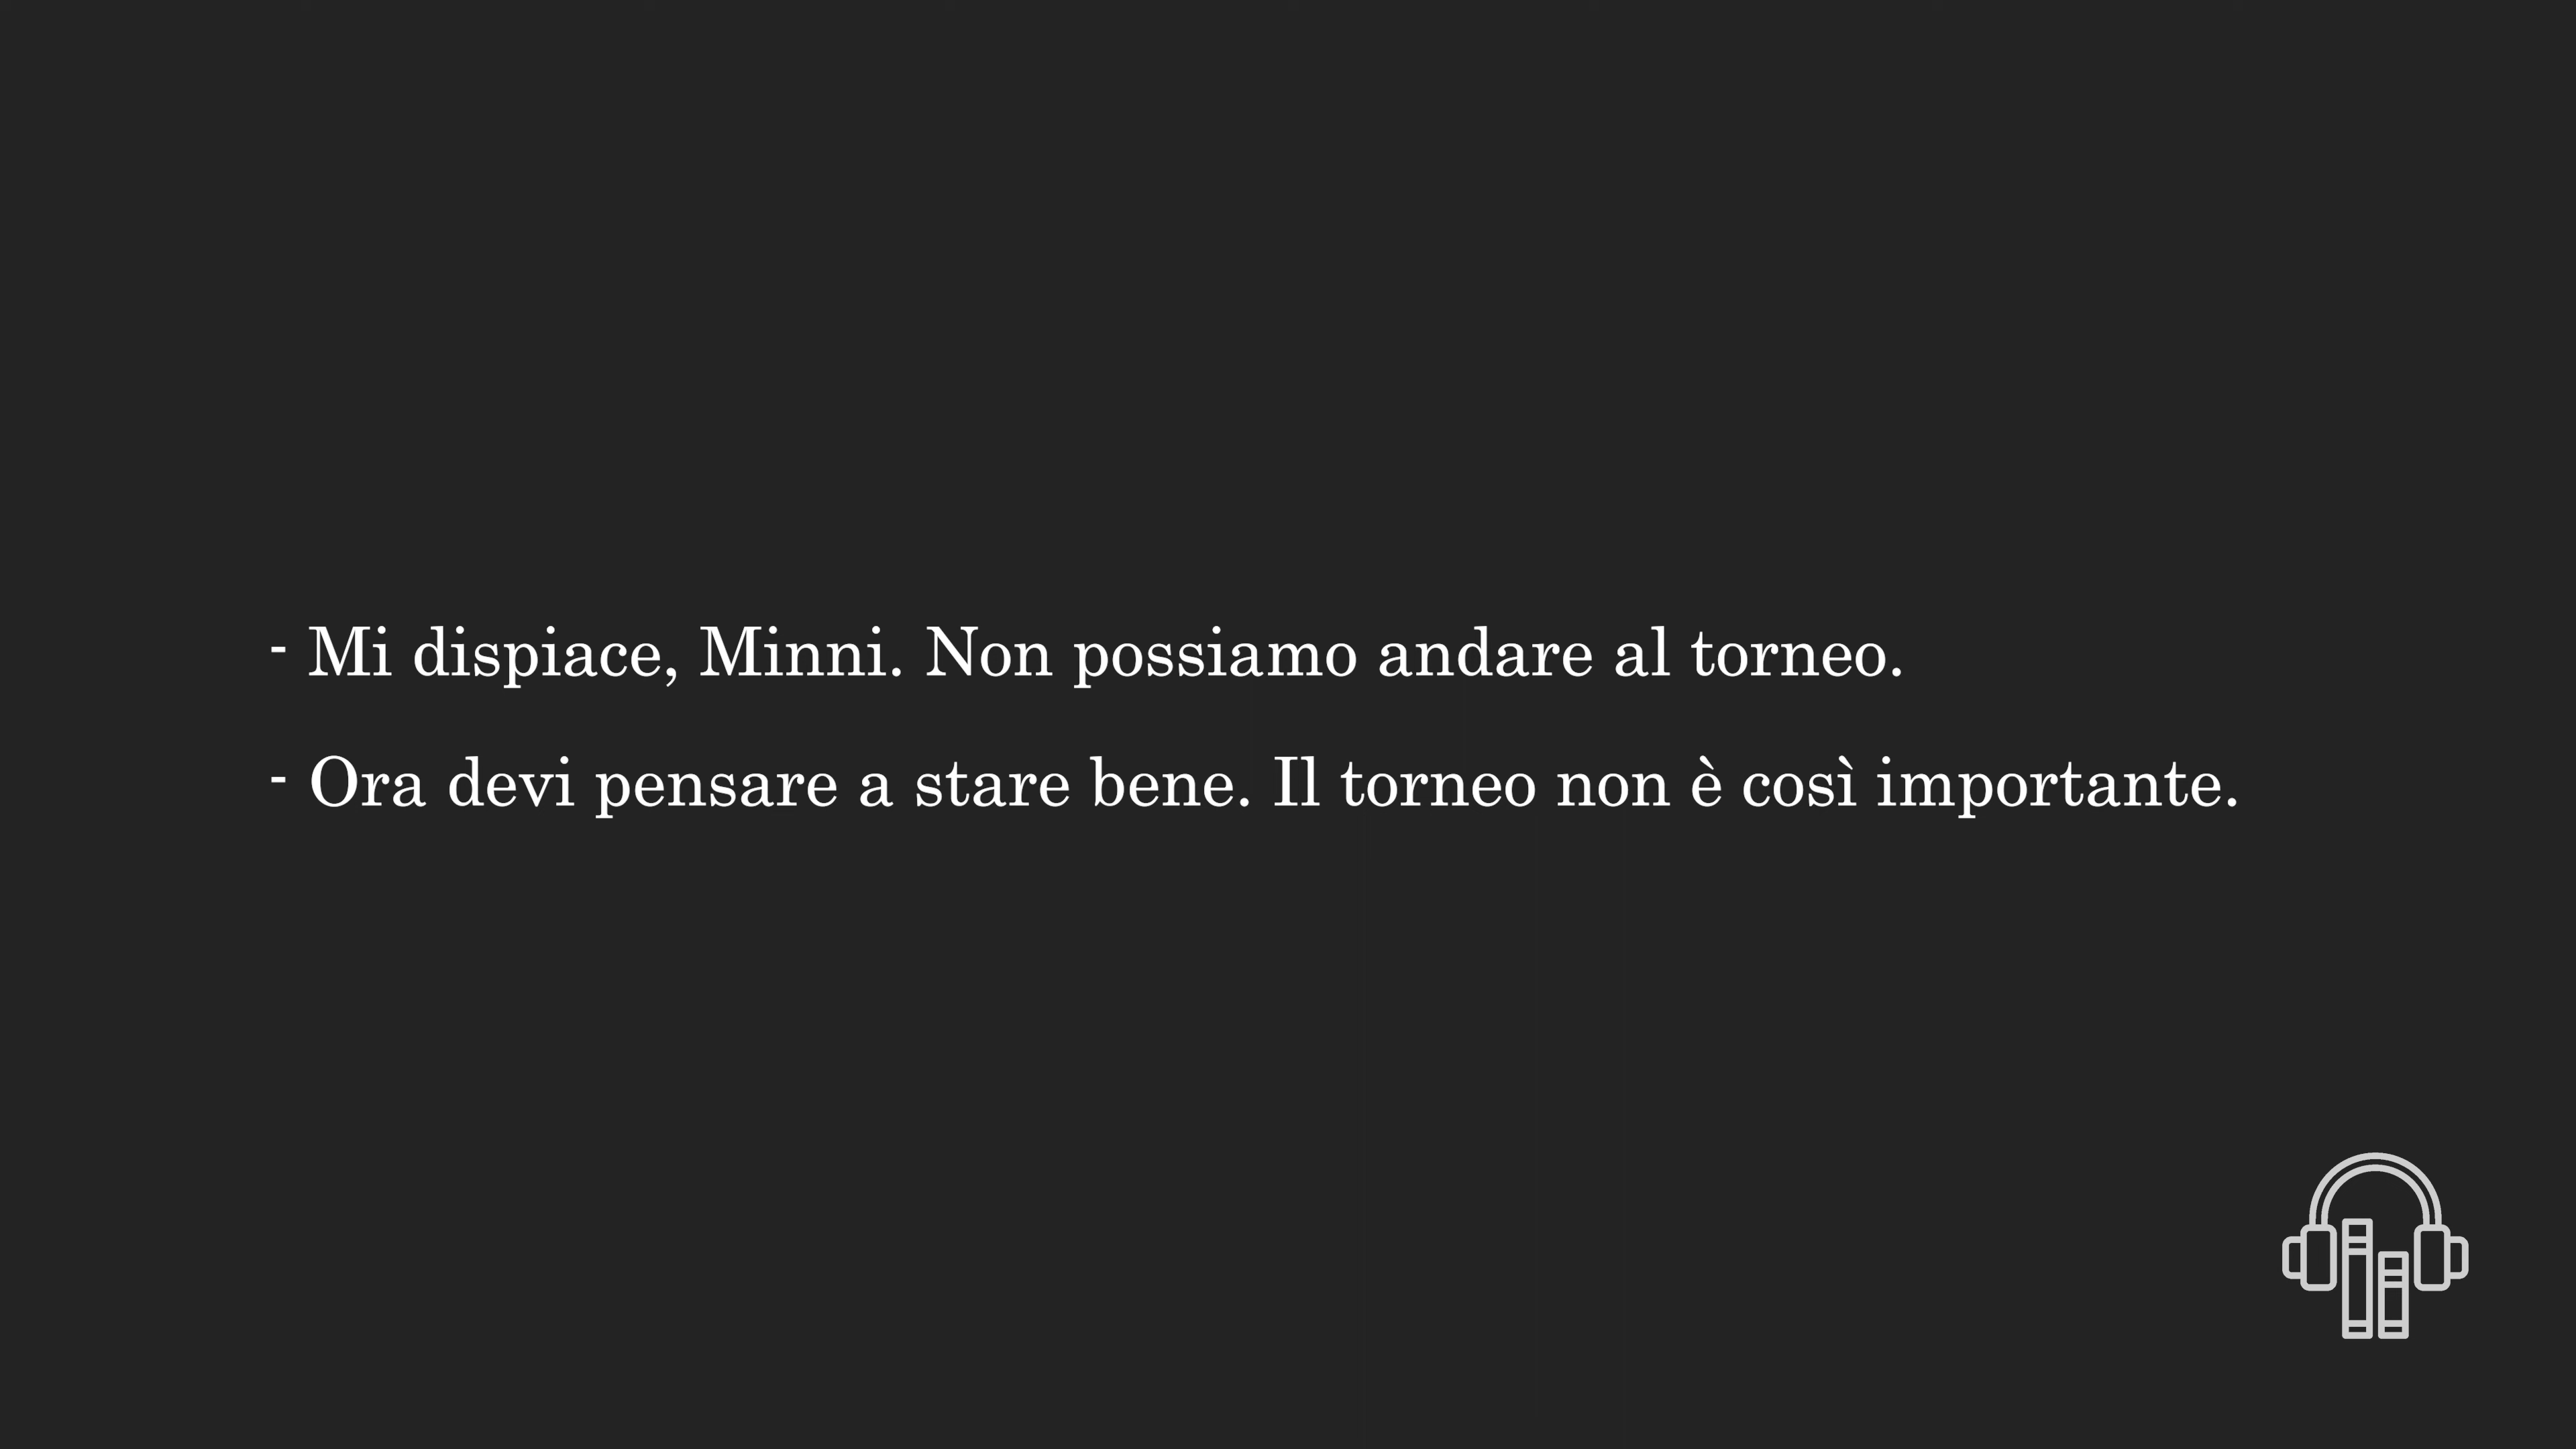 - Mi dispiace, Minni. Non possiamo andare al torneo.
- Ora devi pensare a stare bene. Il torneo non è così importante.